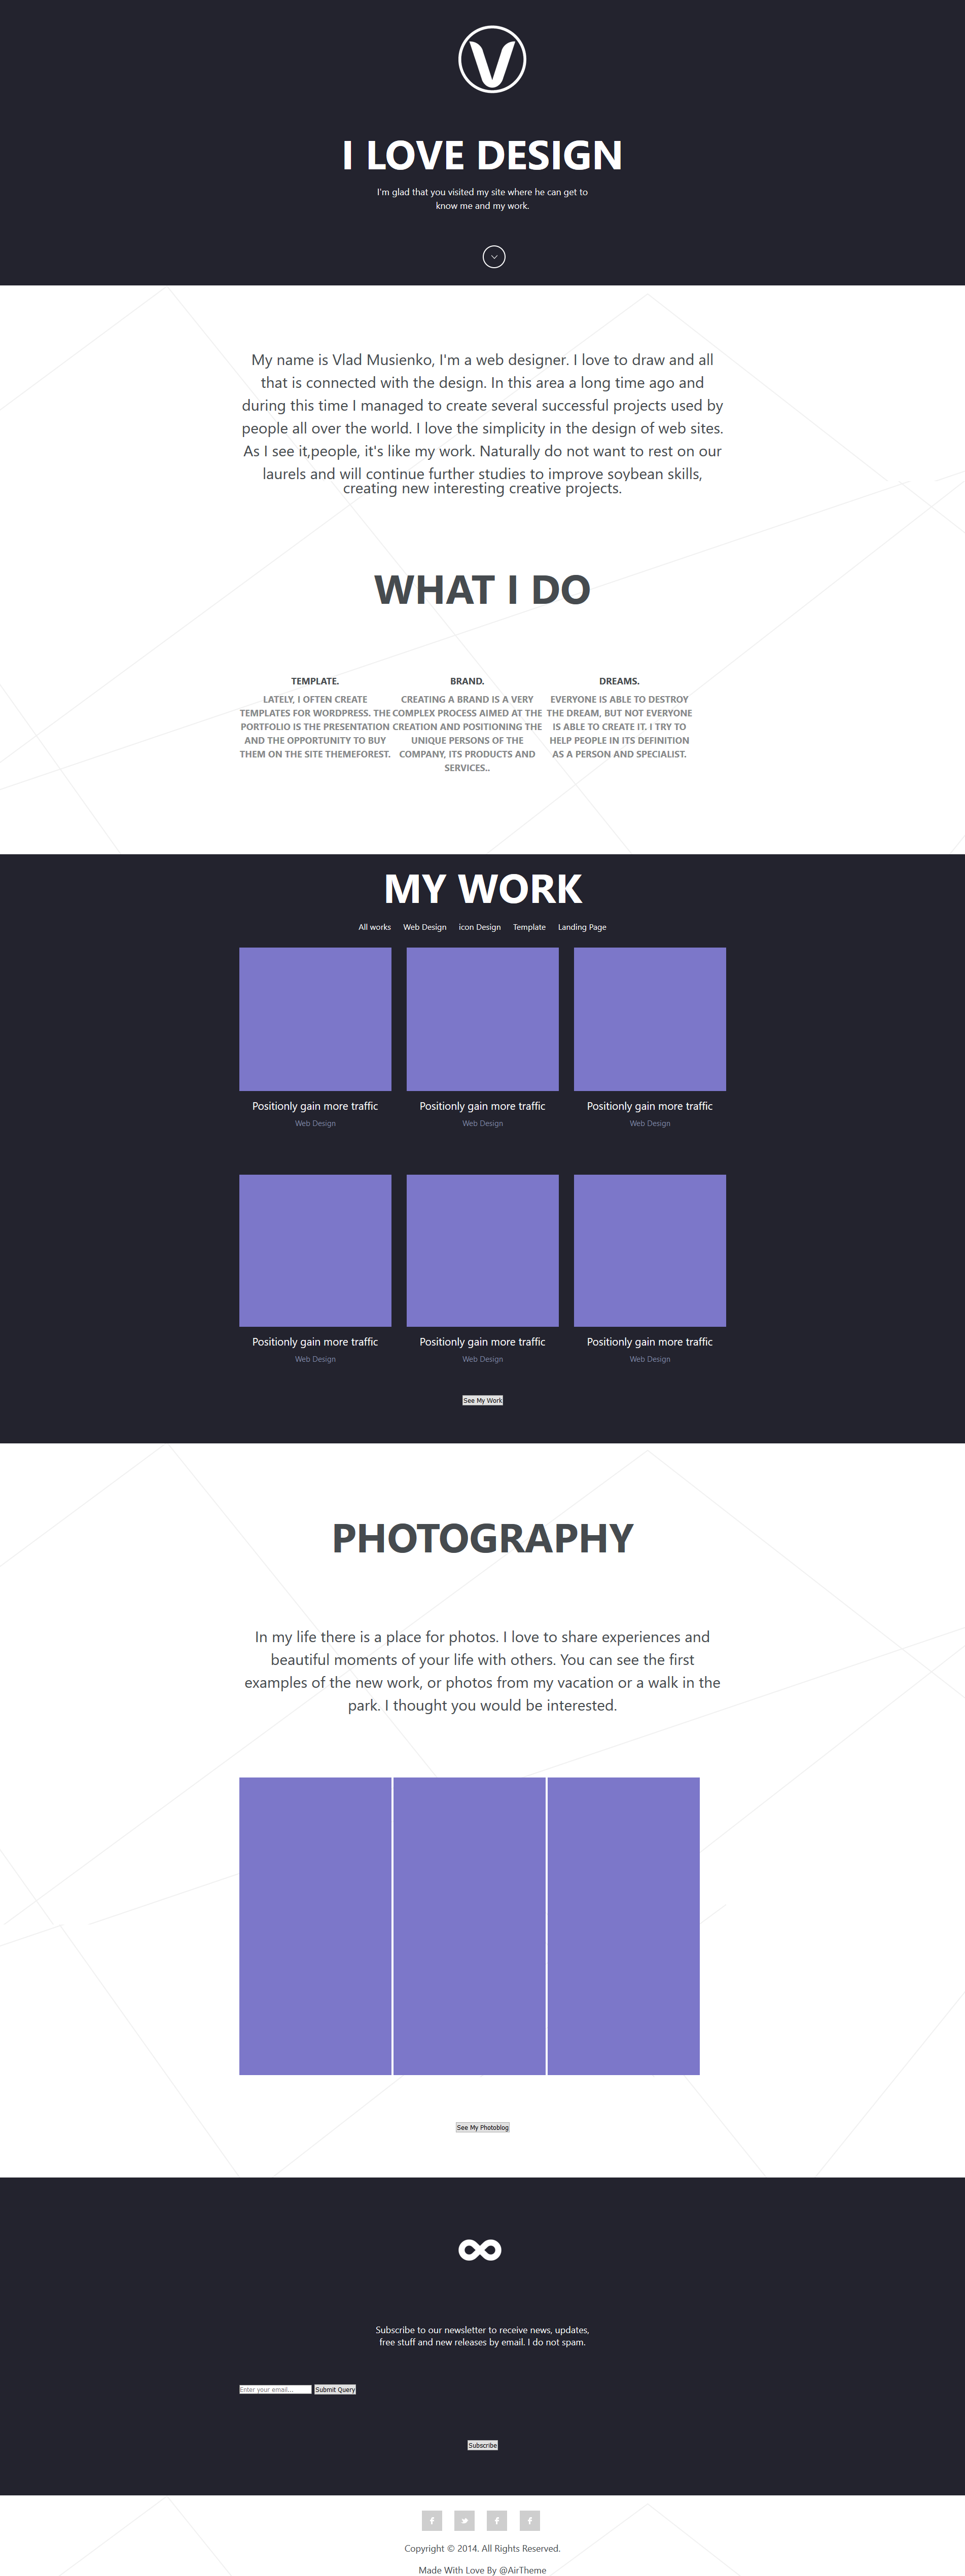 I LOVE DESIGN
I'm glad that you visited my site where he can get to
know me and my work.
My name is Vlad Musienko, I'm a web designer. I love to draw and all
that is connected with the design. In this area a long time ago and
during this time I managed to create several successful projects used by
people all over the world. I love the simplicity in the design of web sites.
As I see it,people, it's like my work. Naturally do not want to rest on our
laurels and will continue further studies to improve soybean skills,
creating new interesting creative projects.
WHAT I DO
TEMPLATE.
LATELY, I OFTEN CREATE
TEMPLATES FOR WORDPRESS. THE
PORTFOLIO IS THE PRESENTATION
AND THE OPPORTUNITY TO BUY
THEM ON THE SITE THEMEFOREST.
BRAND.
CREATING A BRAND IS A VERY
COMPLEX PROCESS AIMED AT THE
CREATION AND POSITIONING THE
UNIQUE PERSONS OF THE
COMPANY, ITS PRODUCTS AND
SERVICES..
DREAMS.
EVERYONE IS ABLE TO DESTROY
THE DREAM, BUT NOT EVERYONE
IS ABLE TO CREATE IT. I TRY TO
HELP PEOPLE IN ITS DEFINITION
AS A PERSON AND SPECIALIST.
MY WORK
All works Web Design icon Design Template Landing Page
Positionly gain more traffic
Web Design
Positionly gain more traffic
Web Design
Positionly gain more traffic
Web Design
Positionly gain more traffic
Web Design
Positionly gain more traffic
Web Design
Positionly gain more traffic
Web Design
See My Work
PHOTOGRAPHY
In my life there is a place for photos. I love to share experiences and
beautiful moments of your life with others. You can see the first
examples of the new work, or photos from my vacation or a walk in the
park. I thought you would be interested.
See My Photoblog
Subscribe to our newsletter to receive news, updates,
free stuff and new releases by email. I do not spam.
Enter your email... Submit Query
Subscribe
Copyright © 2014. All Rights Reserved.
Made With Love By @AirTheme